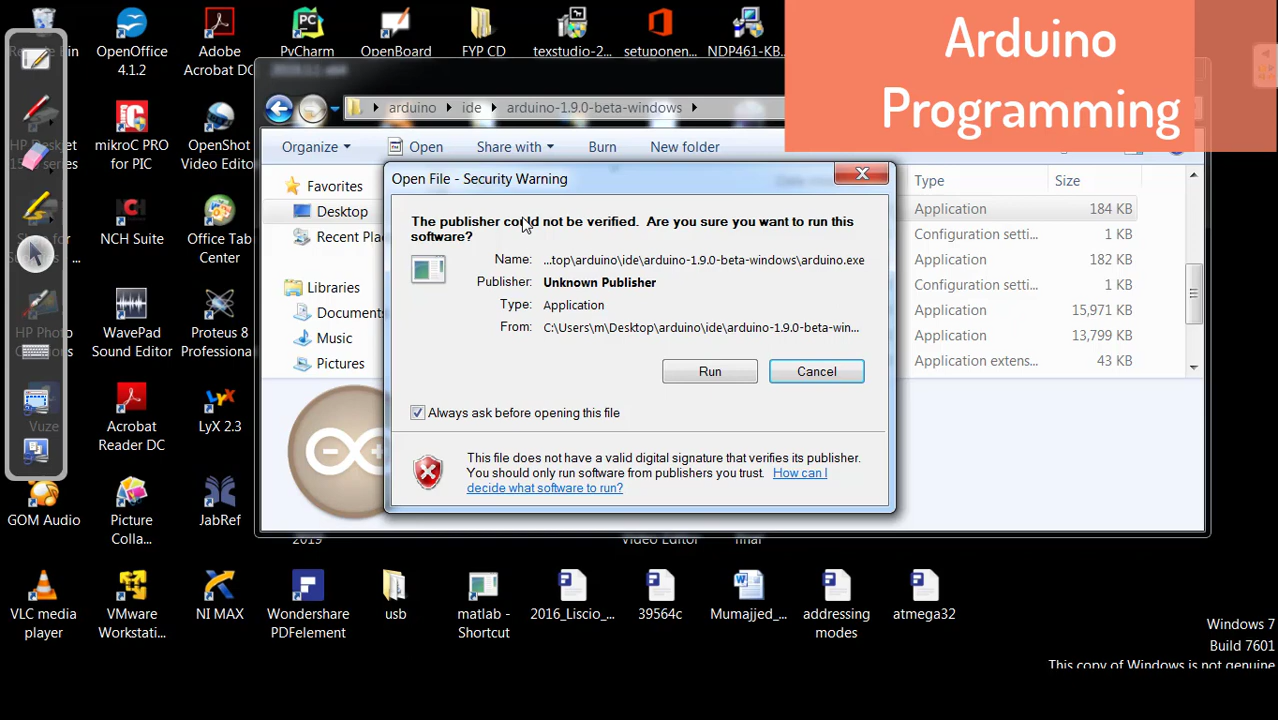 Arduino
Programming
OpenOffice
4.1.2
Adobe
Acrobat DC
PyCharm
OpenBoard
FYP CD
texstudio-2...
setuponen...
NDP461-KB...
mikroC PRO
for PIC
OpenShot
Video Edito
NCH Suite
Office Tab
Center
WavePad
Sound Editor
Proteus 8
Professiona
Vuze
Acrobat
Reader DC
LyX 2.3
GOM Audio
Picture
Colla...
JabRef
2019
VLC media
player
VMware
Workstati...
NI MAX
Wondershare
PDFelement
usb
matlab -
Shortcut
2016_Liscio_...
39564c
Mumajjed_...
addressing
modes
atmega32
arduino
ide
arduino-1.9.0-beta-windows
Organize
Open
Share with
Burn
New folder
Favorites
Desktop
Recent Pla
Libraries
Document
Music
Pictures
Type
Size
Application
184 KB
Configuration setti...
1 KB
Application
182 KB
Configuration setti...
1 KB
Application
15,971 KB
Application
13,799 KB
Application extens...
43 KB
Open File - Security Warning
The publisher could not be verified. Are you sure you want to run this
software?
Name: ...top\arduino\ide\arduino-1.9.0-beta-windows\arduino.exe
Publisher: Unknown Publisher
Type: Application
From: C:\Users\m\Desktop\arduino\ide\arduino-1.9.0-beta-win...
Run
Cancel
Always ask before opening this file
This file does not have a valid digital signature that verifies its publisher.
You should only run software from publishers you trust. How can I
decide what software to run?
Windows 7
Build 7601
This copy of Windows is not genuine